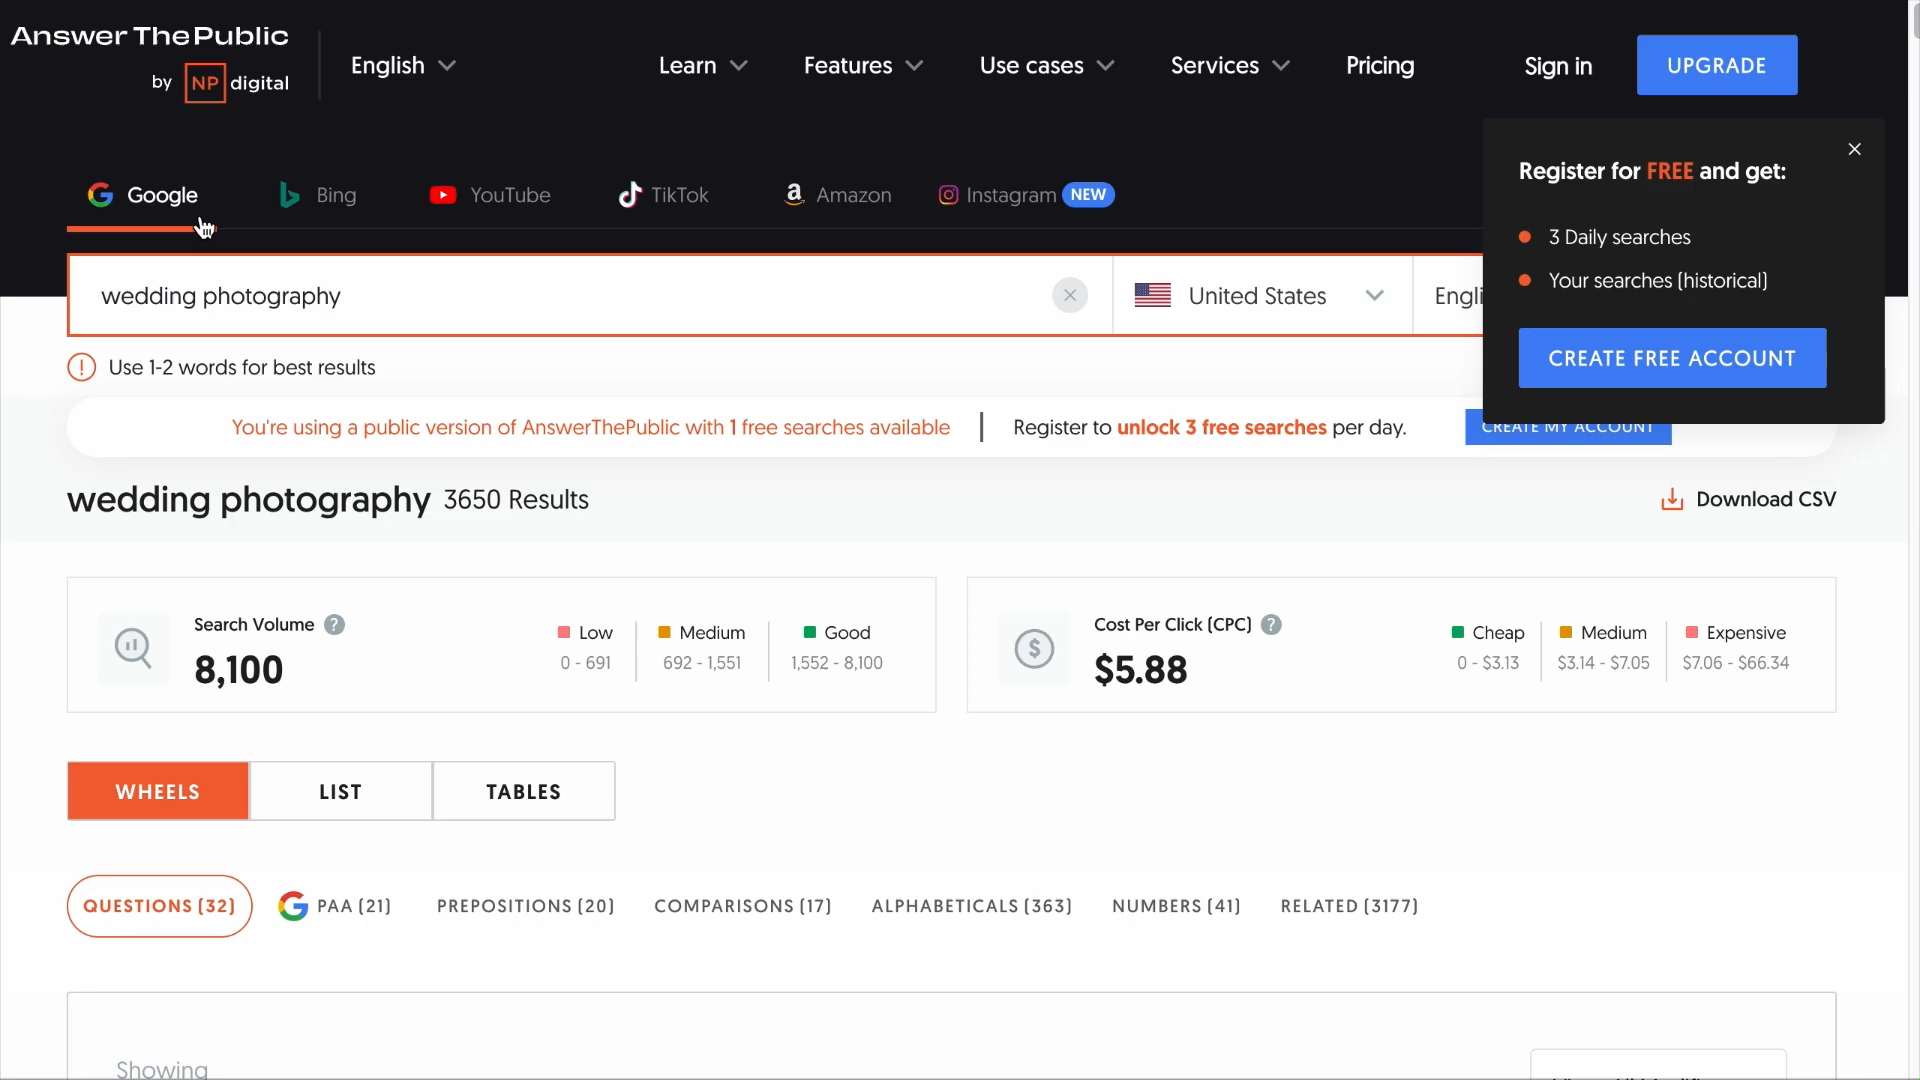 Answer ThePublic
by NP digital
English
Learn
Features
Use cases
Services
Pricing
Sign in
UPGRADE
Google
Bing
YouTube
TikTok
Amazon
Instagram NEW
Register for FREE and get:
3 Daily searches
Your searches (historical)
CREATE FREE ACCOUNT
wedding photography
United States
Engli
Use 1-2 words for best results
You're using a public version of AnswerThePublic with 1 free searches available
Register to unlock 3 free searches per day.
CREATE MY ACCOUNT
wedding photography 3650 Results
Download CSV
Search Volume ?
8,100
Low
0 - 691
Medium
692 - 1,551
Good
1,552 - 8,100
Cost Per Click (CPC) ?
$5.88
Cheap
0 - $3.13
Medium
$3.14 - $7.05
Expensive
$7.06 - $66.34
WHEELS
LIST
TABLES
QUESTIONS (32)
PAA (21)
PREPOSITIONS (20)
COMPARISONS (17)
ALPHABETICALS (363)
NUMBERS (41)
RELATED (3177)
Showing